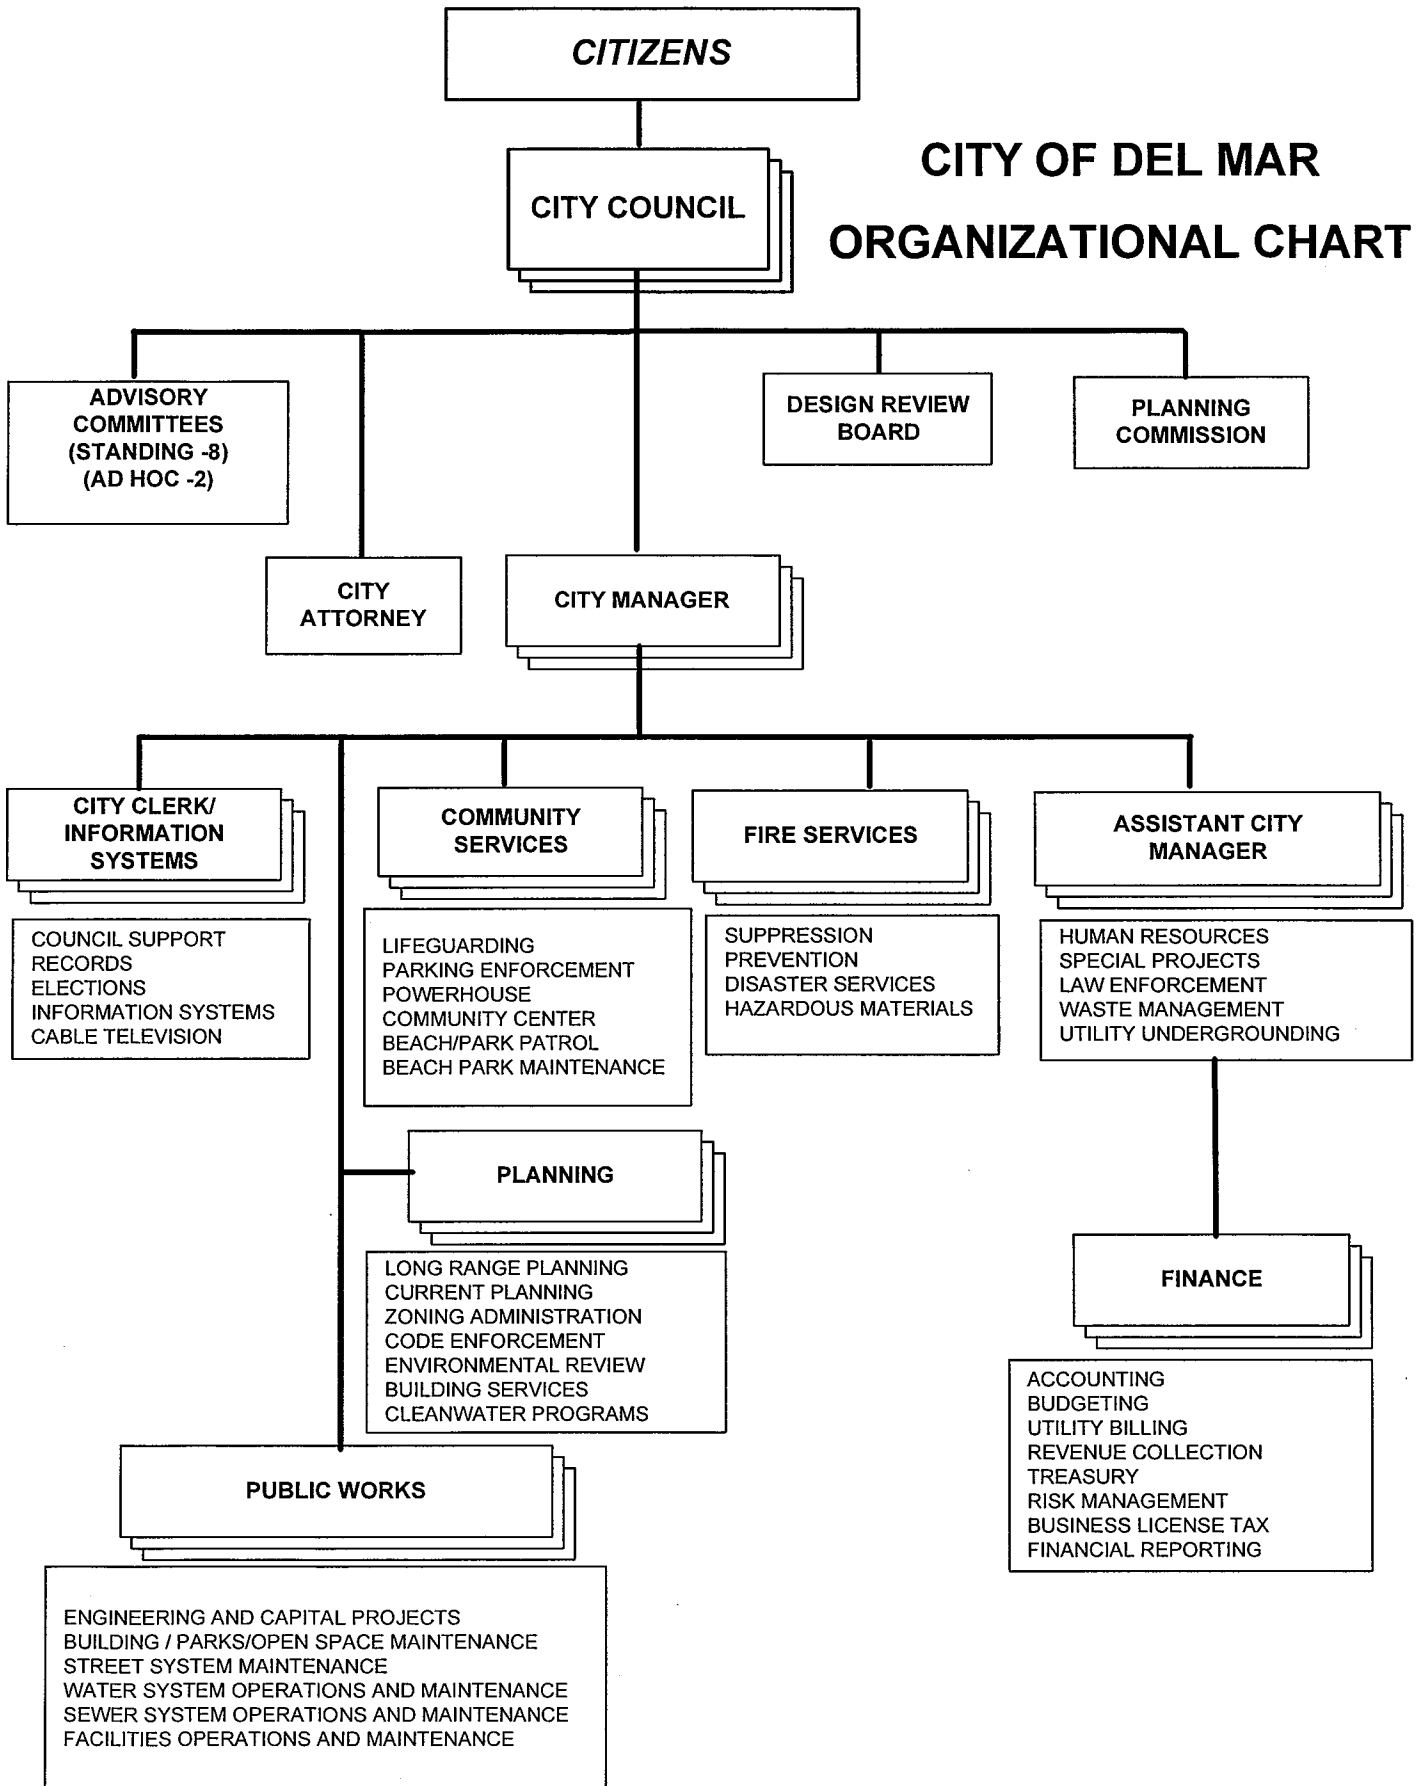 CITIZENS
CITY COUNCIL
CITY OF DEL MAR
ORGANIZATIONAL CHART
ADVISORY
COMMITTEES
(STANDING -8)
(AD HOC -2)
DESIGN REVIEW
BOARD
PLANNING
COMMISSION
CITY
ATTORNEY
CITY MANAGER
CITY CLERK/
INFORMATION
SYSTEMS
COUNCIL SUPPORT
RECORDS
ELECTIONS
INFORMATION SYSTEMS
CABLE TELEVISION
COMMUNITY
SERVICES
LIFEGUARDING
PARKING ENFORCEMENT
POWERHOUSE
COMMUNITY CENTER
BEACH/PARK PATROL
BEACH PARK MAINTENANCE
FIRE SERVICES
SUPPRESSION
PREVENTION
DISASTER SERVICES
HAZARDOUS MATERIALS
ASSISTANT CITY
MANAGER
HUMAN RESOURCES
SPECIAL PROJECTS
LAW ENFORCEMENT
WASTE MANAGEMENT
UTILITY UNDERGROUNDING
PLANNING
LONG RANGE PLANNING
CURRENT PLANNING
ZONING ADMINISTRATION
CODE ENFORCEMENT
ENVIRONMENTAL REVIEW
BUILDING SERVICES
CLEANWATER PROGRAMS
FINANCE
ACCOUNTING
BUDGETING
UTILITY BILLING
REVENUE COLLECTION
TREASURY
RISK MANAGEMENT
BUSINESS LICENSE TAX
FINANCIAL REPORTING
PUBLIC WORKS
ENGINEERING AND CAPITAL PROJECTS
BUILDING / PARKS/OPEN SPACE MAINTENANCE
STREET SYSTEM MAINTENANCE
WATER SYSTEM OPERATIONS AND MAINTENANCE
SEWER SYSTEM OPERATIONS AND MAINTENANCE
FACILITIES OPERATIONS AND MAINTENANCE